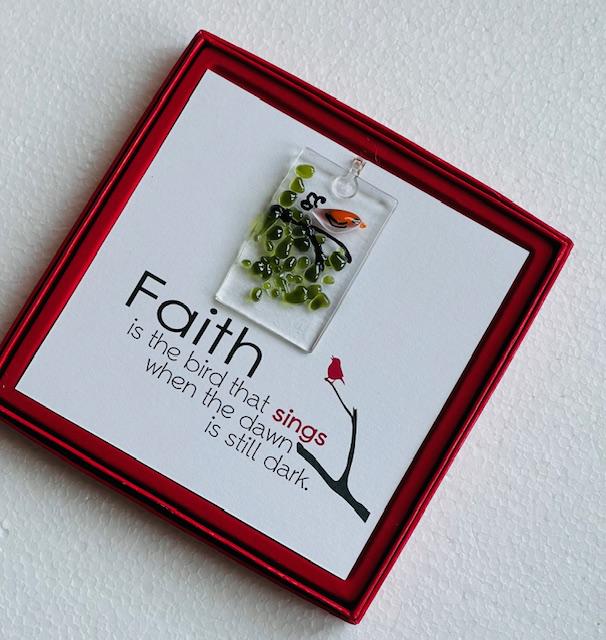 Faith
is the bird that sings
when the dawn
is still dark.